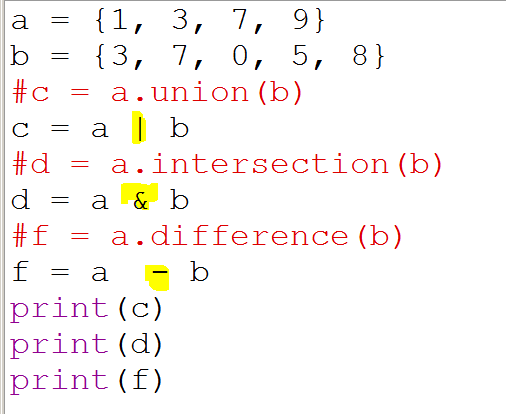 a = {1, 3, 7, 9}
b = {3, 7, 0, 5, 8}
#c = a.union(b)
c = a | b
#d = a.intersection(b)
d = a & b
#f = a.difference(b)
f = a  - b
print(c)
print(d)
print(f)